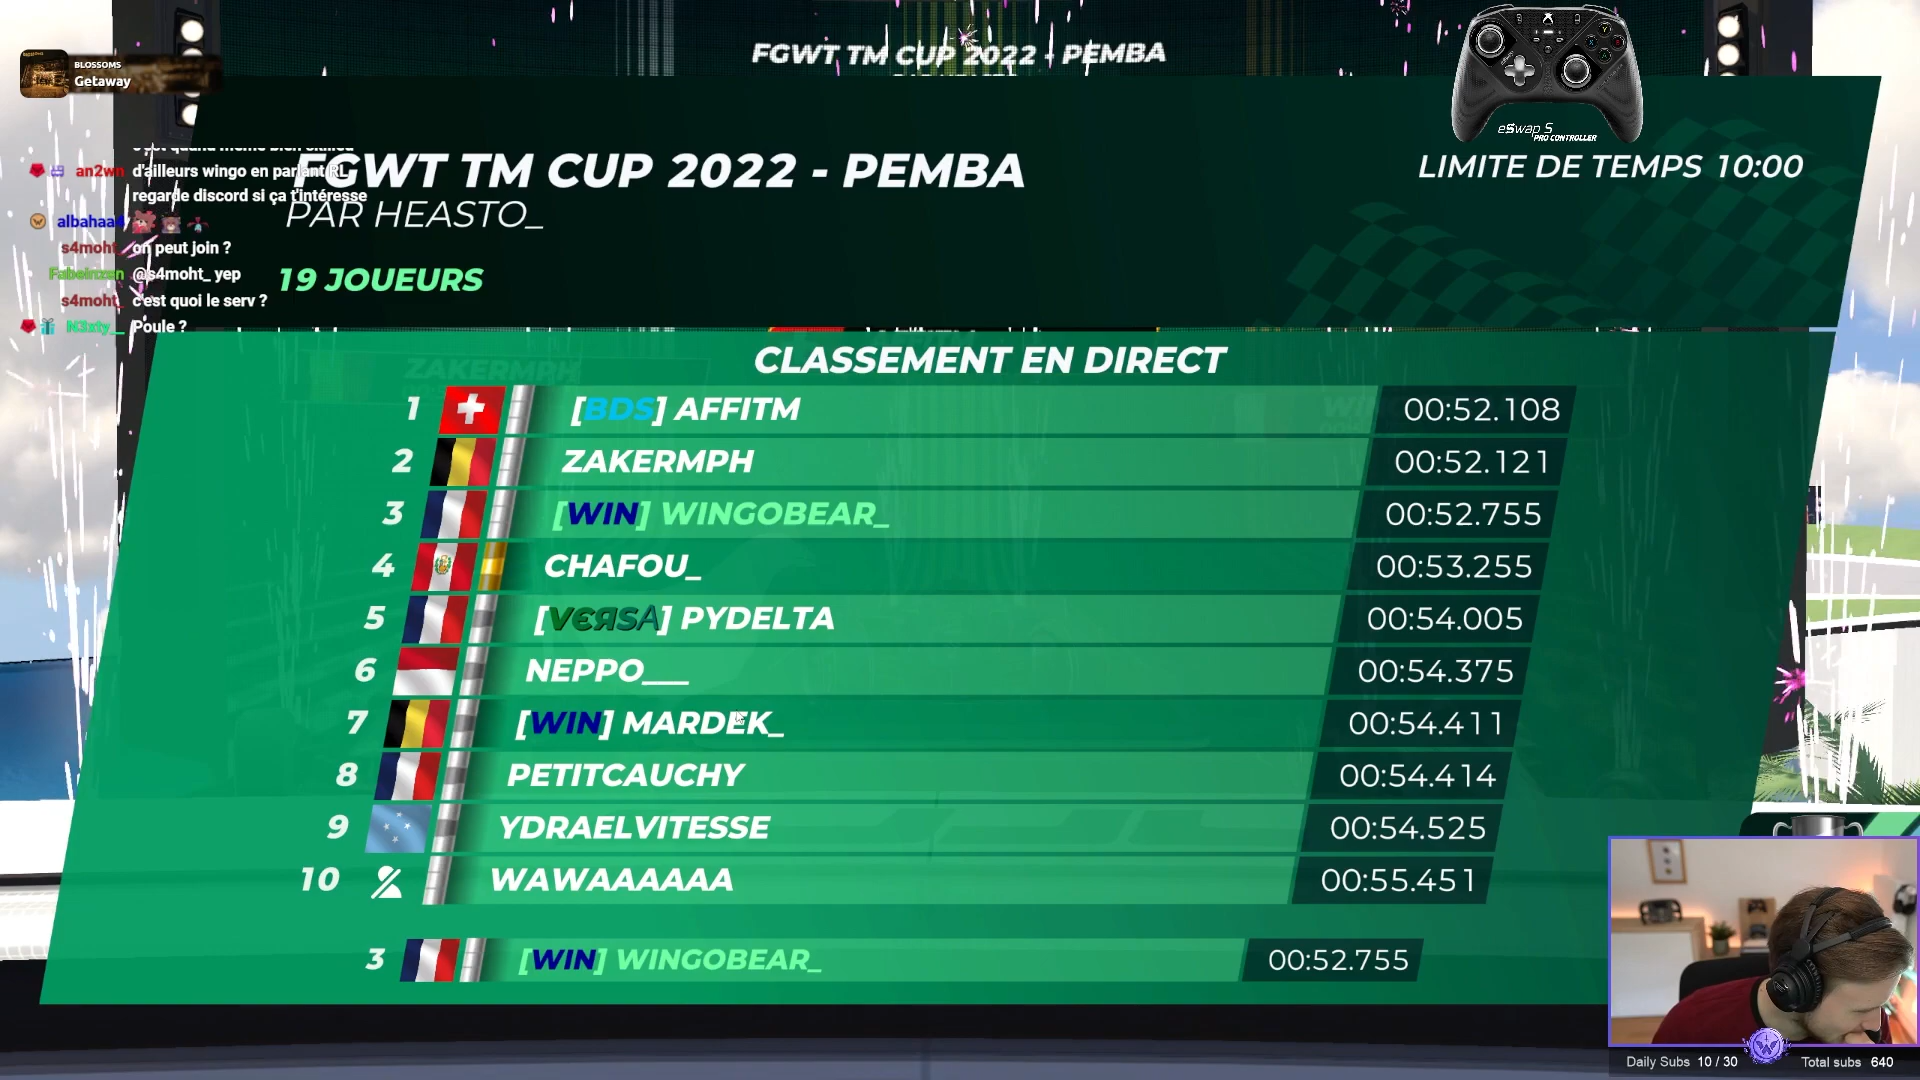 FGWT TM CUP 2022 - PEMBA
BLOSSOMS
Getaway
eSwap S
PRO CONTROLLER
FGWT TM CUP 2022 - PEMBA
PAR HEASTO_
19 JOUEURS
LIMITE DE TEMPS 10:00
an2wn d'ailleurs wingo en parlant RL
regarde discord si ça t'intéresse
albahaa4
s4moht_ on peut join ?
Fabeinzen @s4moht_ yep
s4moht_ c'est quoi le serv ?
N3xty__ Poule ?
CLASSEMENT EN DIRECT
1 [BDS] AFFITM 00:52.108
2 ZAKERMPH 00:52.121
3 [WIN] WINGOBEAR_ 00:52.755
4 CHAFOU_ 00:53.255
5 [VЄЯSA] PYDELTA 00:54.005
6 NEPPO___ 00:54.375
7 [WIN] MARDEK_ 00:54.411
8 PETITCAUCHY 00:54.414
9 YDRAELVITESSE 00:54.525
10 WAWAAAAAA 00:55.451
3 [WIN] WINGOBEAR_ 00:52.755
Daily Subs 10 / 30
Total subs 640